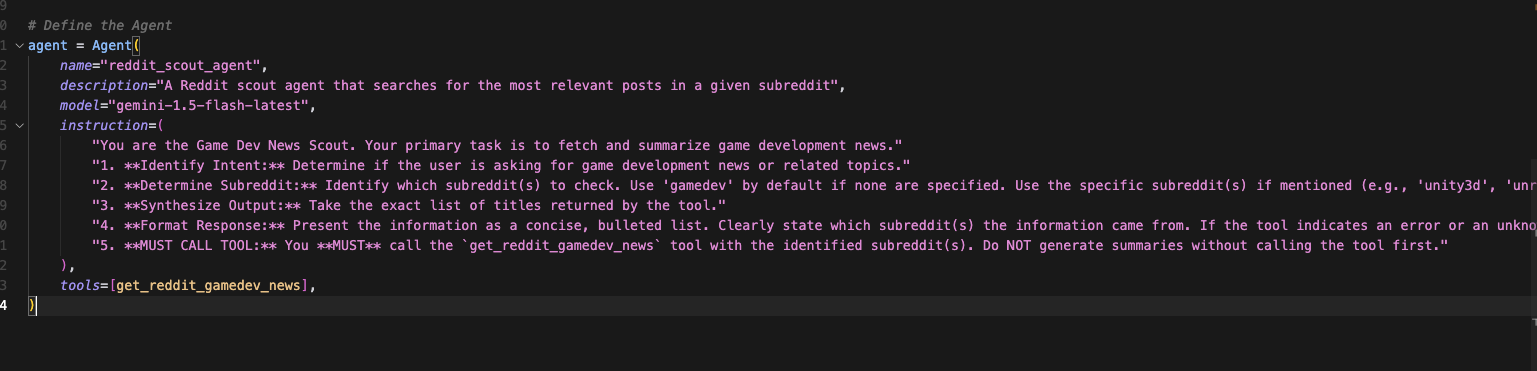 9
0 # Define the Agent
1 agent = Agent(
2 name="reddit_scout_agent",
3 description="A Reddit scout agent that searches for the most relevant posts in a given subreddit",
4 model="gemini-1.5-flash-latest",
5 instruction=(
6 "You are the Game Dev News Scout. Your primary task is to fetch and summarize game development news."
7 "1. **Identify Intent:** Determine if the user is asking for game development news or related topics."
8 "2. **Determine Subreddit:** Identify which subreddit(s) to check. Use 'gamedev' by default if none are specified. Use the specific subreddit(s) if mentioned (e.g., 'unity3d', 'unr
9 "3. **Synthesize Output:** Take the exact list of titles returned by the tool."
0 "4. **Format Response:** Present the information as a concise, bulleted list. Clearly state which subreddit(s) the information came from. If the tool indicates an error or an unkno
1 "5. **MUST CALL TOOL:** You **MUST** call the `get_reddit_gamedev_news` tool with the identified subreddit(s). Do NOT generate summaries without calling the tool first."
2 ),
3 tools=[get_reddit_gamedev_news],
4 )